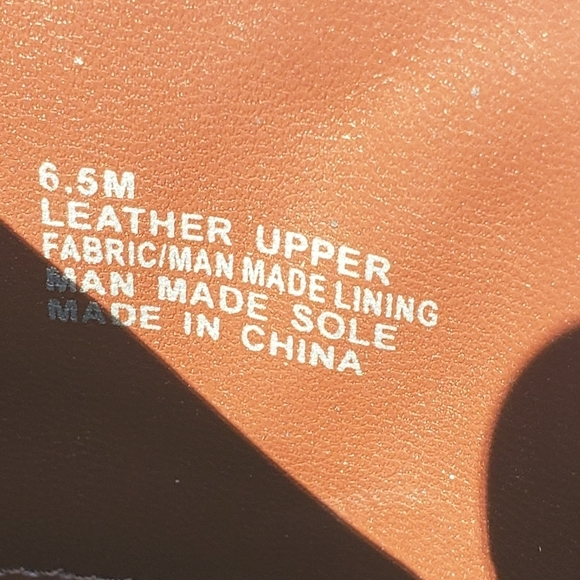 6.5M
LEATHER UPPER
FABRIC/MAN MADE LINING
MAN MADE SOLE
MADE IN CHINA